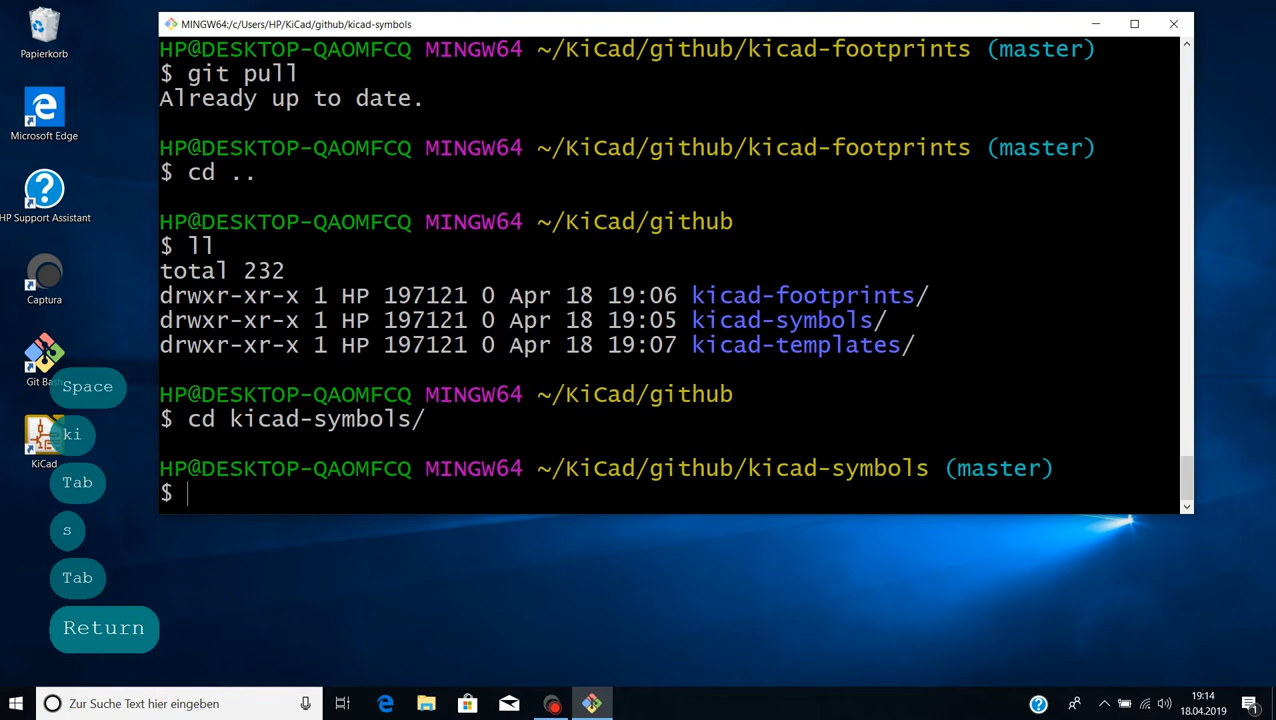 MINGW64:/c/Users/HP/KiCad/github/kicad-symbols
HP@DESKTOP-QAOMFCQ MINGW64 ~/KiCad/github/kicad-footprints (master)
$ git pull
Already up to date.
HP@DESKTOP-QAOMFCQ MINGW64 ~/KiCad/github/kicad-footprints (master)
$ cd ..
HP@DESKTOP-QAOMFCQ MINGW64 ~/KiCad/github
$ ll
total 232
drwxr-xr-x 1 HP 197121 0 Apr 18 19:06 kicad-footprints/
drwxr-xr-x 1 HP 197121 0 Apr 18 19:05 kicad-symbols/
drwxr-xr-x 1 HP 197121 0 Apr 18 19:07 kicad-templates/
HP@DESKTOP-QAOMFCQ MINGW64 ~/KiCad/github
$ cd kicad-symbols/
HP@DESKTOP-QAOMFCQ MINGW64 ~/KiCad/github/kicad-symbols (master)
$
Papierkorb
Microsoft Edge
HP Support Assistant
Captura
Git
Space
ki
KiCad
Tab
s
Tab
Return
Zur Suche Text hier eingeben
19:14
18.04.2019
1